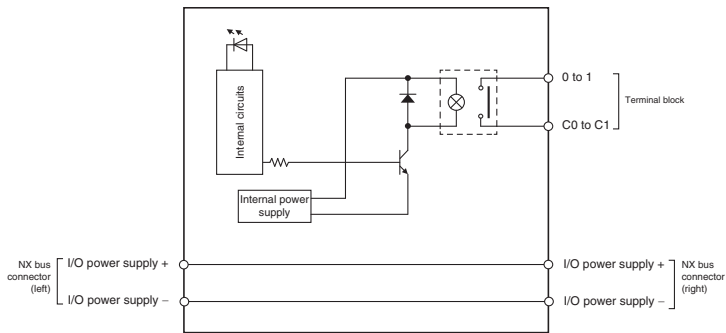 Internal circuits
0 to 1
Terminal block
C0 to C1
Internal power
supply
NX bus
connector
(left)
I/O power supply +
I/O power supply −
I/O power supply +
I/O power supply −
NX bus
connector
(right)